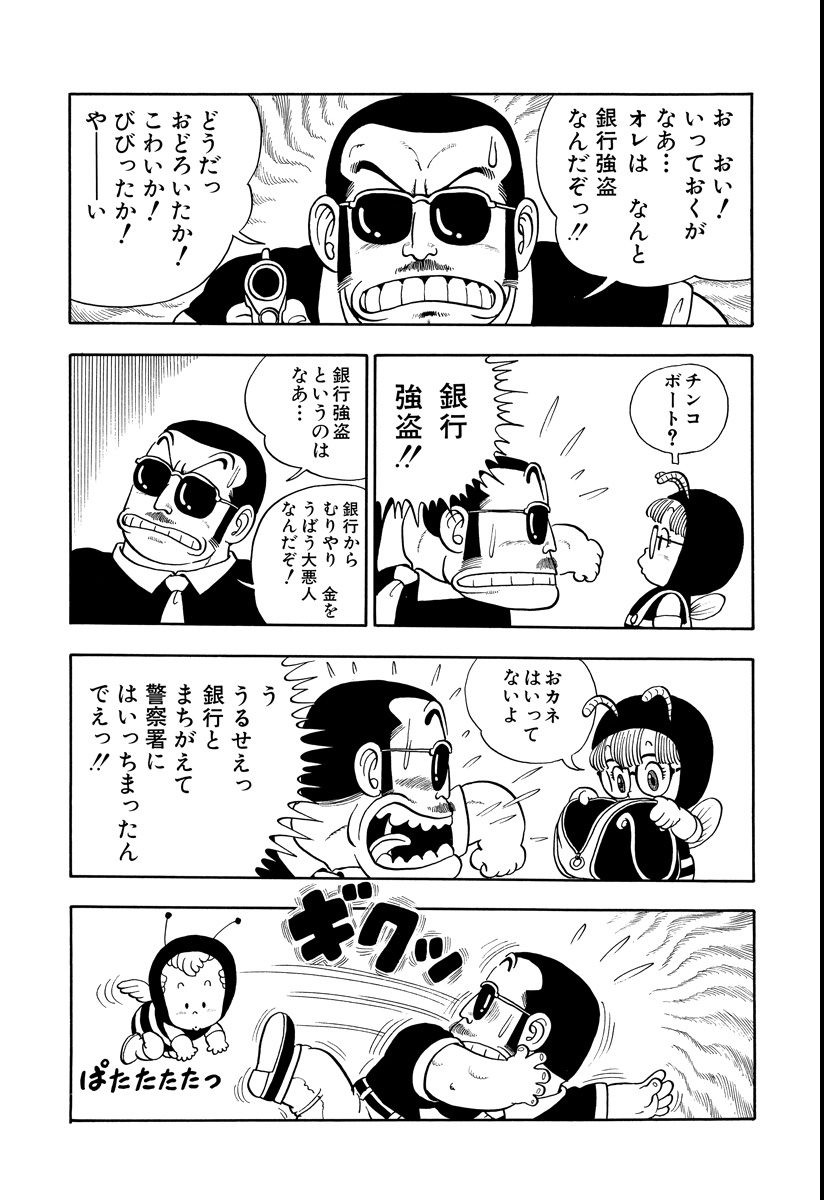 お　おい！
いっておくが
なあ…
オレは　なんと
銀行強盗
なんだぞっ!!
どうだっ
おどろいたか！
こわいか！
びびったか！
や――い
チンコ
ボート？
銀行
強盗!!
銀行強盗
というのは
なあ…
銀行から
むりやり　金を
うばう大悪人
なんだぞ！
おカネ
はいって
ないよ
う
うるせえっ
銀行と
まちがえて
警察署に
はいっちまったん
でえっ!!
ギクッ
ぱたたたたっ